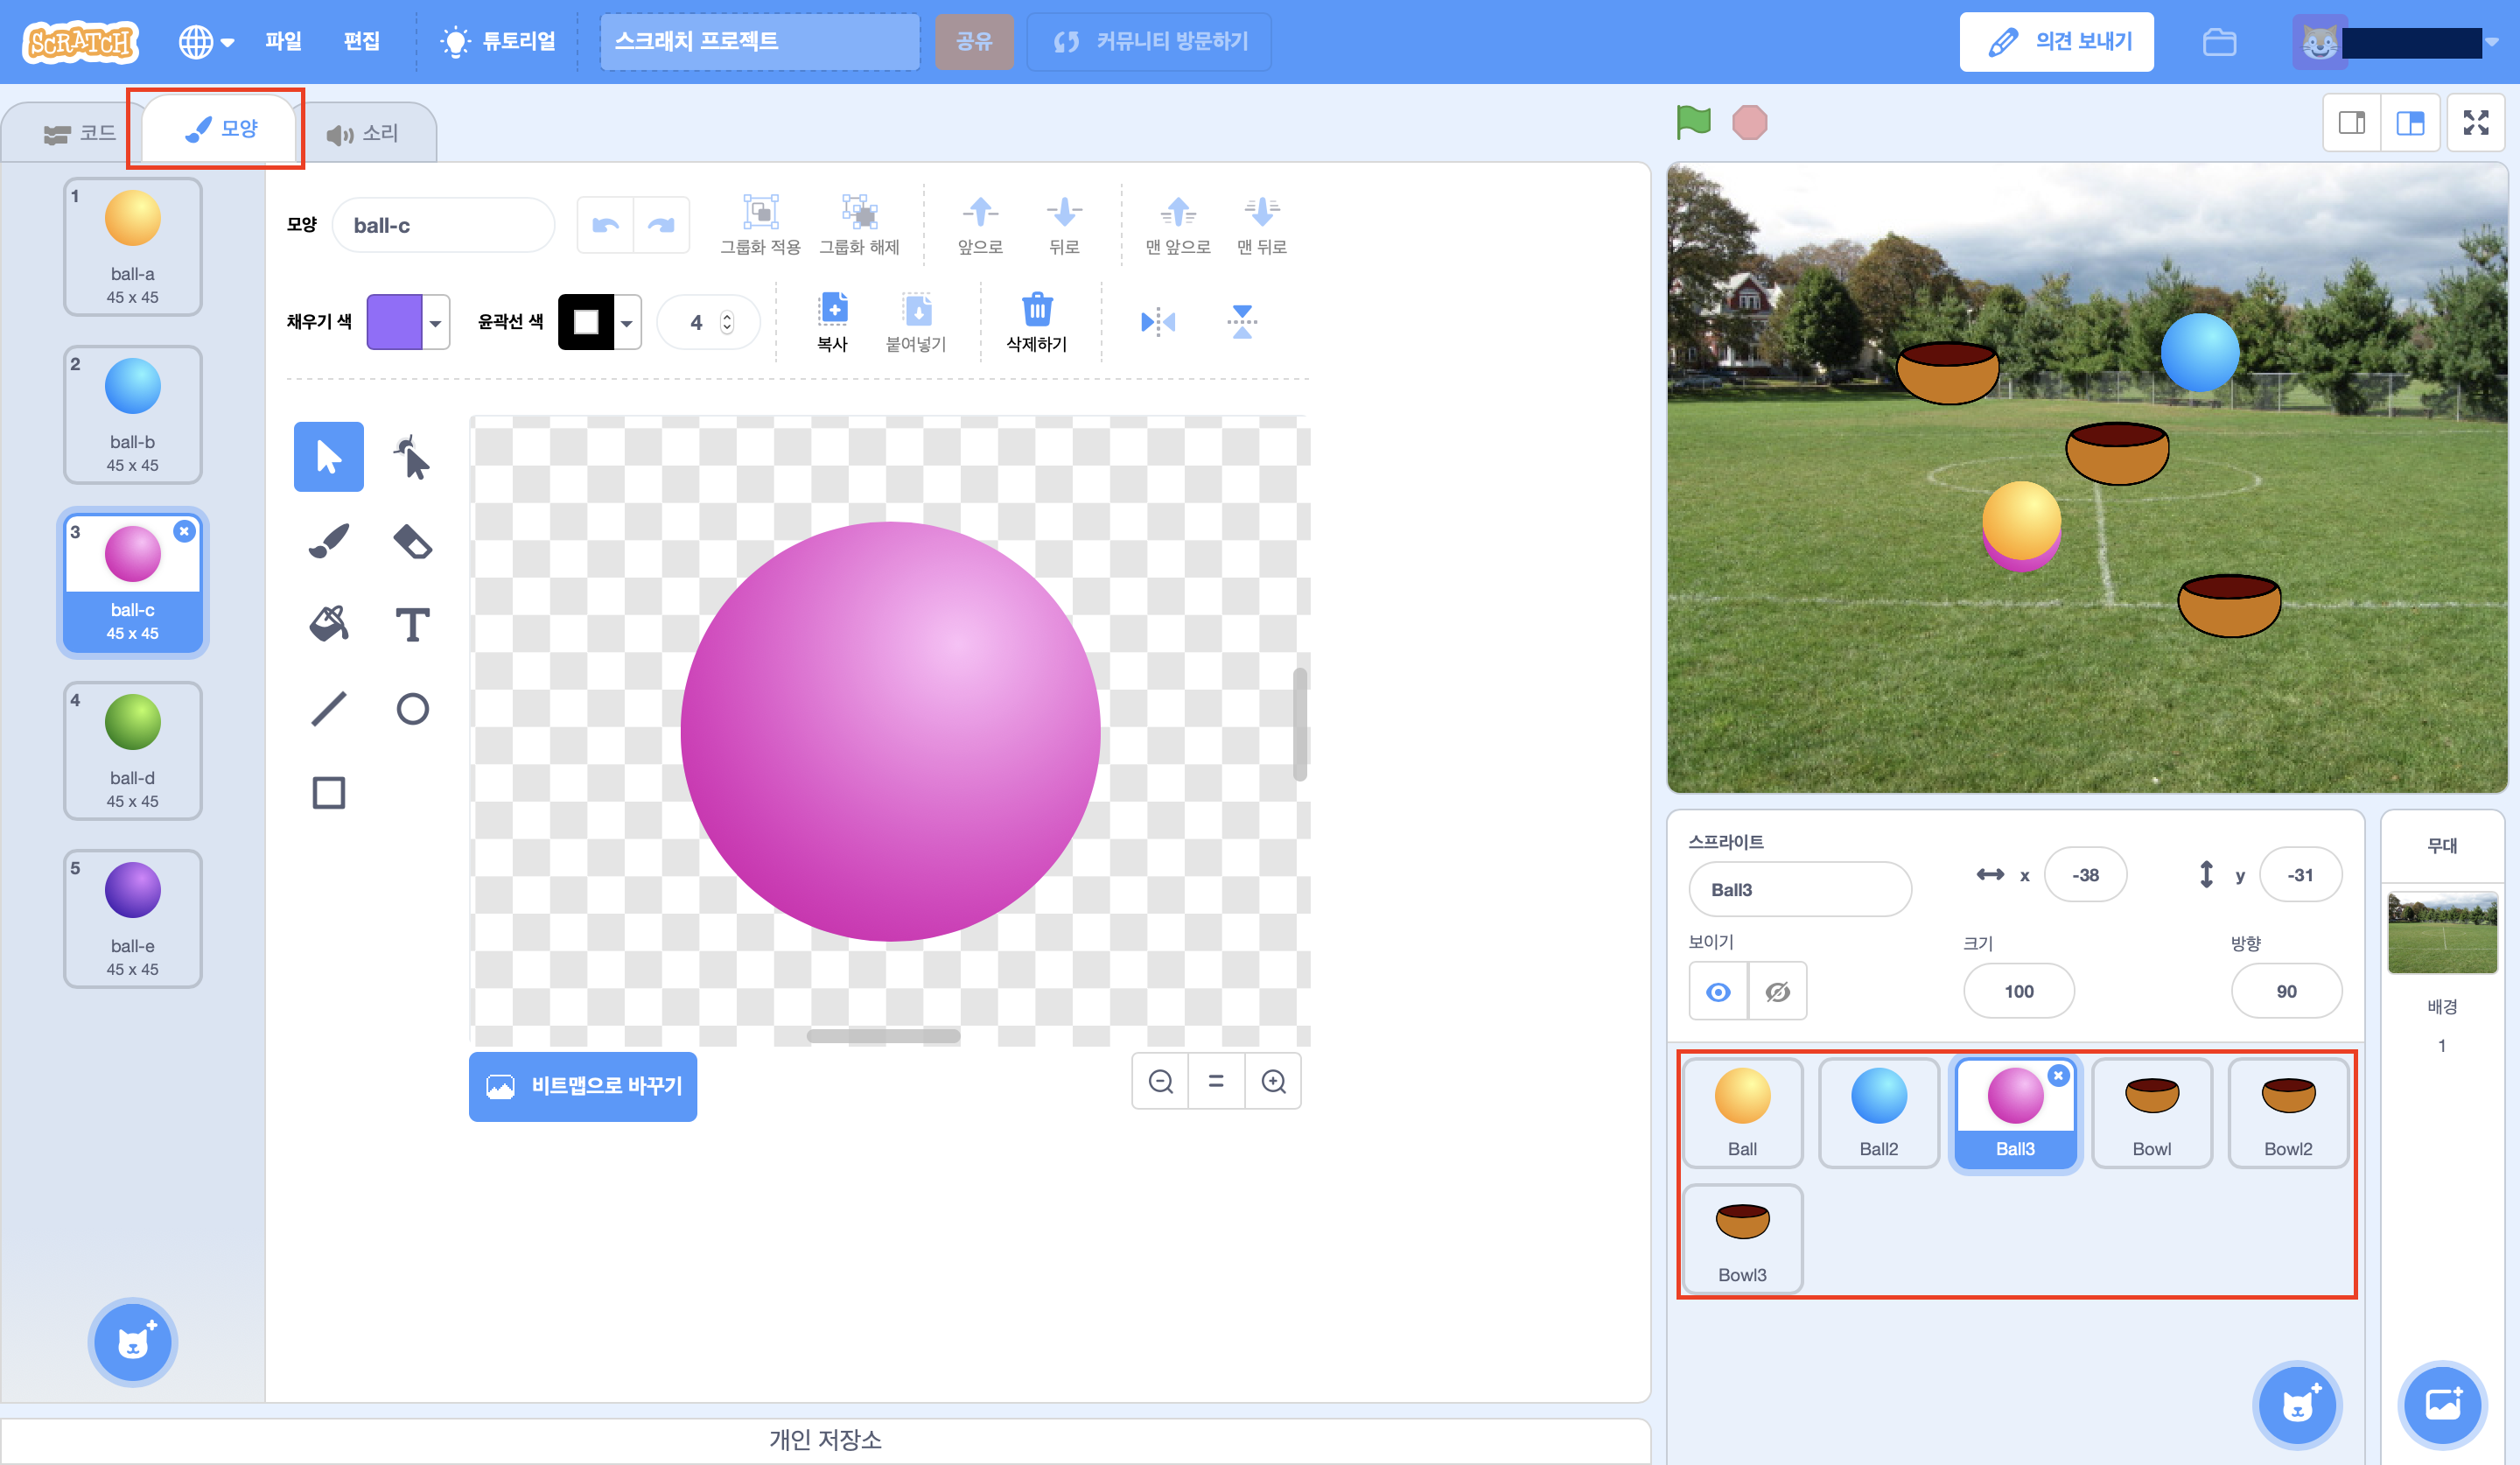 SCRATCH
파일
편집
튜토리얼
스크래치 프로젝트
공유
커뮤니티 방문하기
의견 보내기
코드
모양
소리
1
ball-a
45 x 45
2
ball-b
45 x 45
3
ball-c
45 x 45
4
ball-d
45 x 45
5
ball-e
45 x 45
모양
ball-c
그룹화 적용
그룹화 해제
앞으로
뒤로
맨 앞으로
맨 뒤로
채우기 색
윤곽선 색
4
복사
붙여넣기
삭제하기
비트맵으로 바꾸기
개인 저장소
스프라이트
Ball3
x
-38
y
-31
보이기
크기
100
방향
90
Ball
Ball2
Ball3
Bowl
Bowl2
Bowl3
무대
배경
1